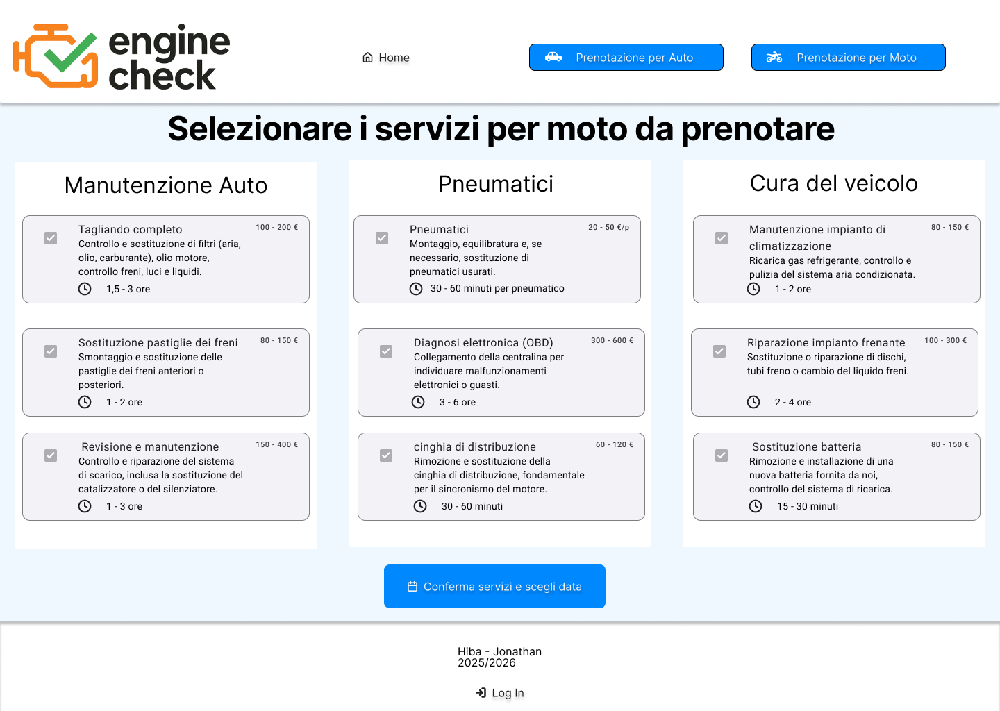 engine
check
Home
Prenotazione per Auto
Prenotazione per Moto
Selezionare i servizi per moto da prenotare
Manutenzione Auto
Tagliando completo
100 - 200 €
Controllo e sostituzione di filtri (aria,
olio, carburante), olio motore,
controllo freni, luci e liquidi.
1,5 - 3 ore
Sostituzione pastiglie dei freni
80 - 150 €
Smontaggio e sostituzione delle
pastiglie dei freni anteriori o
posteriori.
1 - 2 ore
Revisione e manutenzione
150 - 400 €
Controllo e riparazione del sistema
di scarico, inclusa la sostituzione del
catalizzatore o del silenziatore.
1 - 3 ore
Pneumatici
Pneumatici
20 - 50 €/p
Montaggio, equilibratura e, se
necessario, sostituzione di
pneumatici usurati.
30 - 60 minuti per pneumatico
Diagnosi elettronica (OBD)
300 - 600 €
Collegamento della centralina per
individuare malfunzionamenti
elettronici o guasti.
3 - 6 ore
cinghia di distribuzione
60 - 120 €
Rimozione e sostituzione della
cinghia di distribuzione, fondamentale
per il sincronismo del motore.
30 - 60 minuti
Cura del veicolo
Manutenzione impianto di
climatizzazione
80 - 150 €
Ricarica gas refrigerante, controllo e
pulizia del sistema aria condizionata.
1 - 2 ore
Riparazione impianto frenante
100 - 300 €
Sostituzione o riparazione di dischi,
tubi freno o cambio del liquido freni.
2 - 4 ore
Sostituzione batteria
80 - 150 €
Rimozione e installazione di una
nuova batteria fornita da noi,
controllo del sistema di ricarica.
15 - 30 minuti
Conferma servizi e scegli data
Hiba - Jonathan
2025/2026
Log In